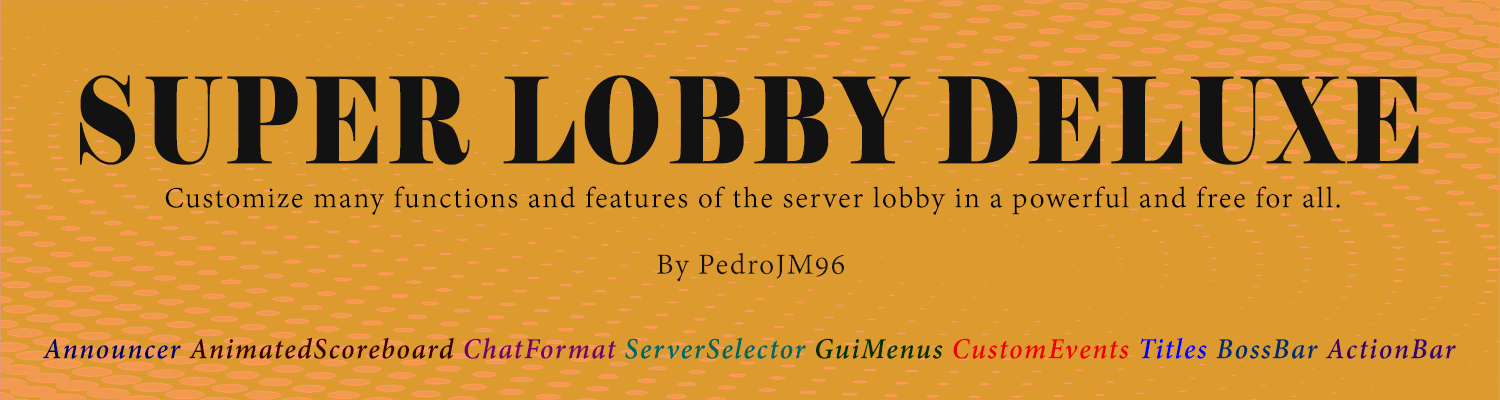 SUPER LOBBY DELUXE
Customize many functions and features of the server lobby in a powerful and free for all.
By PedroJM96
Announcer AnimatedScoreboard ChatFormat ServerSelector GuiMenus CustomEvents Titles BossBar ActionBar